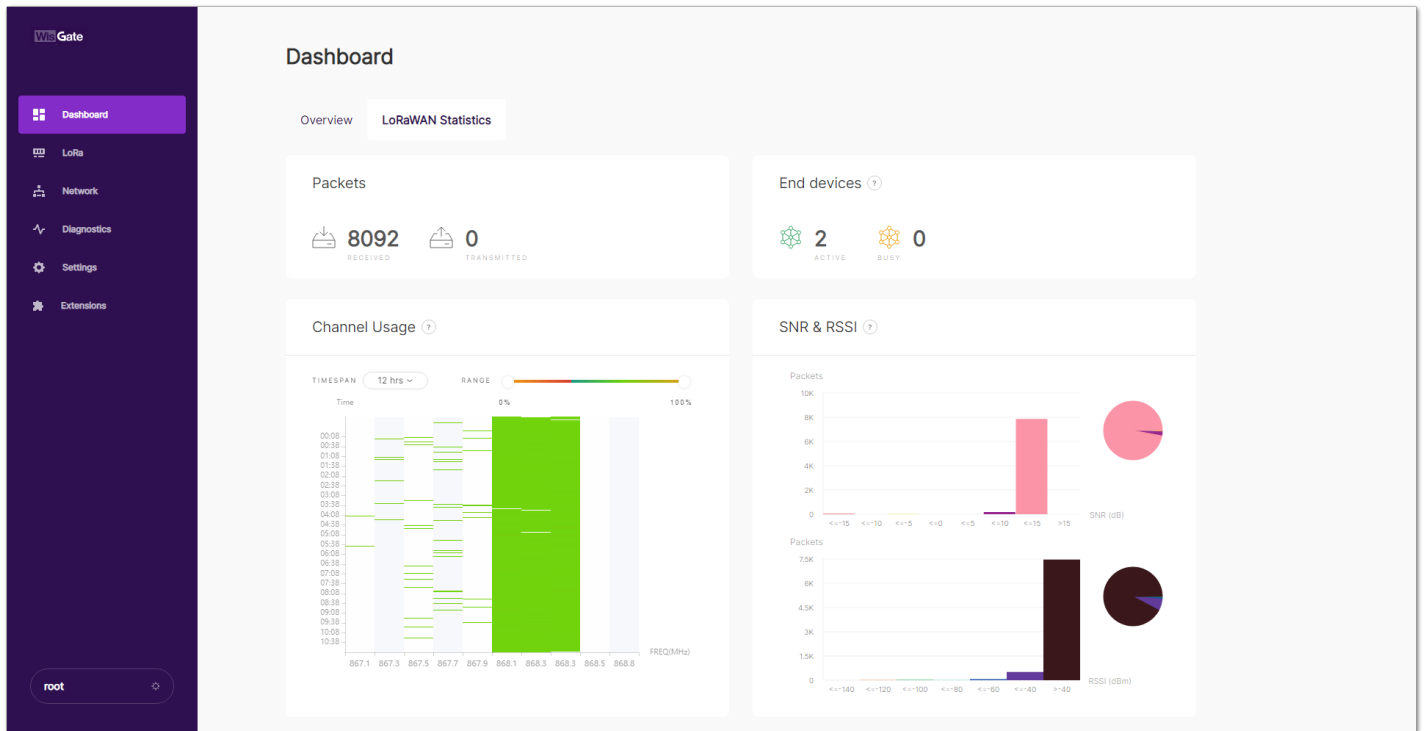 WisGate
Dashboard
LoRa
Network
Diagnostics
Settings
Extensions
root
Dashboard
Overview LoRaWAN Statistics
Packets
8092 0
RECEIVED TRANSMITTED
End devices ?
2 0
ACTIVE BUSY
Channel Usage ?
TIMESPAN 12 hrs RANGE
Time 0% 100%
00:08
00:38
01:08
01:38
02:08
02:38
03:08
03:38
04:08
04:38
05:08
05:38
06:08
06:38
07:08
07:38
08:08
08:38
09:08
09:38
10:08
10:38
FREQ(MHz)
867.1 867.3 867.5 867.7 867.9 868.1 868.3 868.3 868.5 868.8
SNR & RSSI ?
Packets
10K
8K
6K
4K
2K
0
<=-15 <=-10 <=-5 <=0 <=5 <=10 <=15 >15
SNR (dB)
Packets
7.5K
6K
4.5K
3K
1.5K
0
<=-140 <=-120 <=-100 <=-80 <=-60 <=-40 >-40
RSSI (dBm)